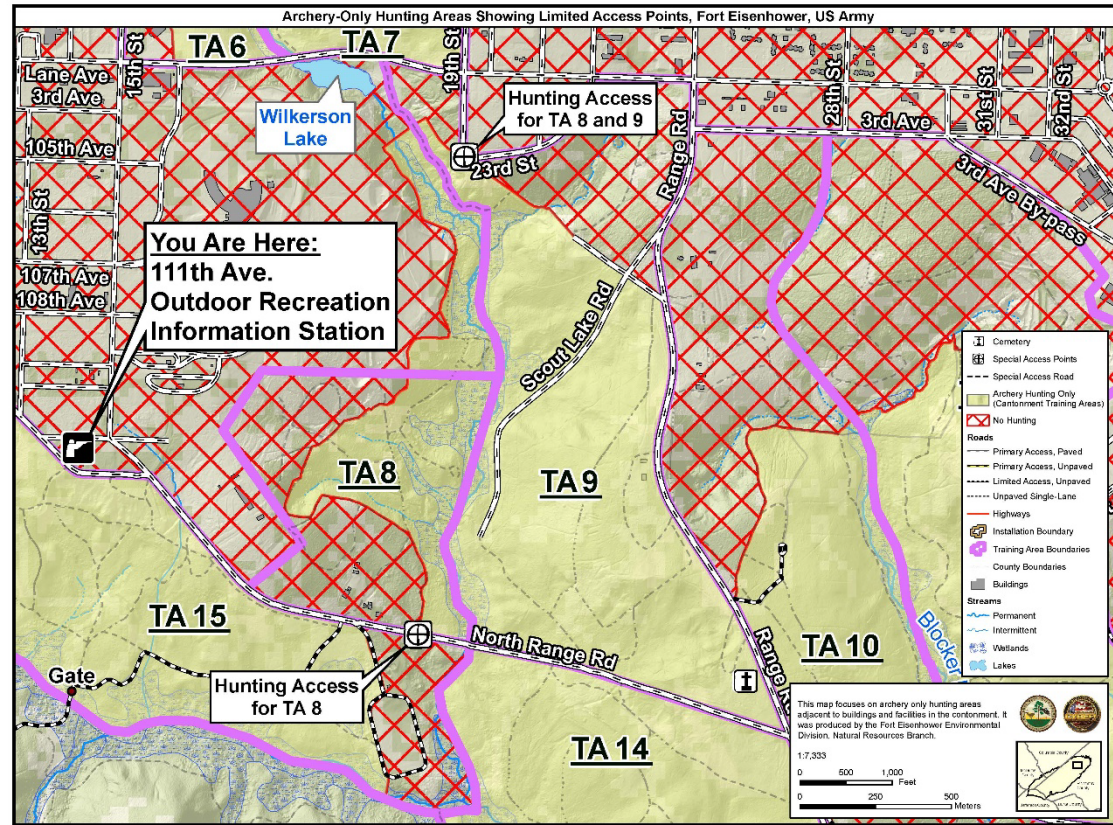 Archery-Only Hunting Areas Showing Limited Access Points, Fort Eisenhower, US Army
TA 6
TA 7
15th St
19th St
Lane Ave
3rd Ave
Wilkerson
Lake
Hunting Access
for TA 8 and 9
28th St
31st St
32nd St
3rd Ave
105th Ave
23rd St
Range Rd
3rd Ave By-pass
13th St
You Are Here:
111th Ave.
Outdoor Recreation
Information Station
107th Ave
108th Ave
Scout Lake Rd
TA 8
TA 9
TA 15
North Range Rd
TA 10
Range R
Blocker
Gate
Hunting Access
for TA 8
TA 14
Cemetery
Special Access Points
Special Access Road
Archery Hunting Only
(Cantonment Training Areas)
No Hunting
Roads
Primary Access, Paved
Primary Access, Unpaved
Limited Access, Unpaved
Unpaved Single-Lane
Highways
Installation Boundary
Training Area Boundaries
County Boundaries
Buildings
Streams
Permanent
Intermittent
Wetlands
Lakes
This map focuses on archery only hunting areas
adjacent to buildings and facilities in the cantonment. It
was produced by the Fort Eisenhower Environmental
Division, Natural Resources Branch.
1:7,333
0 500 1,000
Feet
0 250 500
Meters